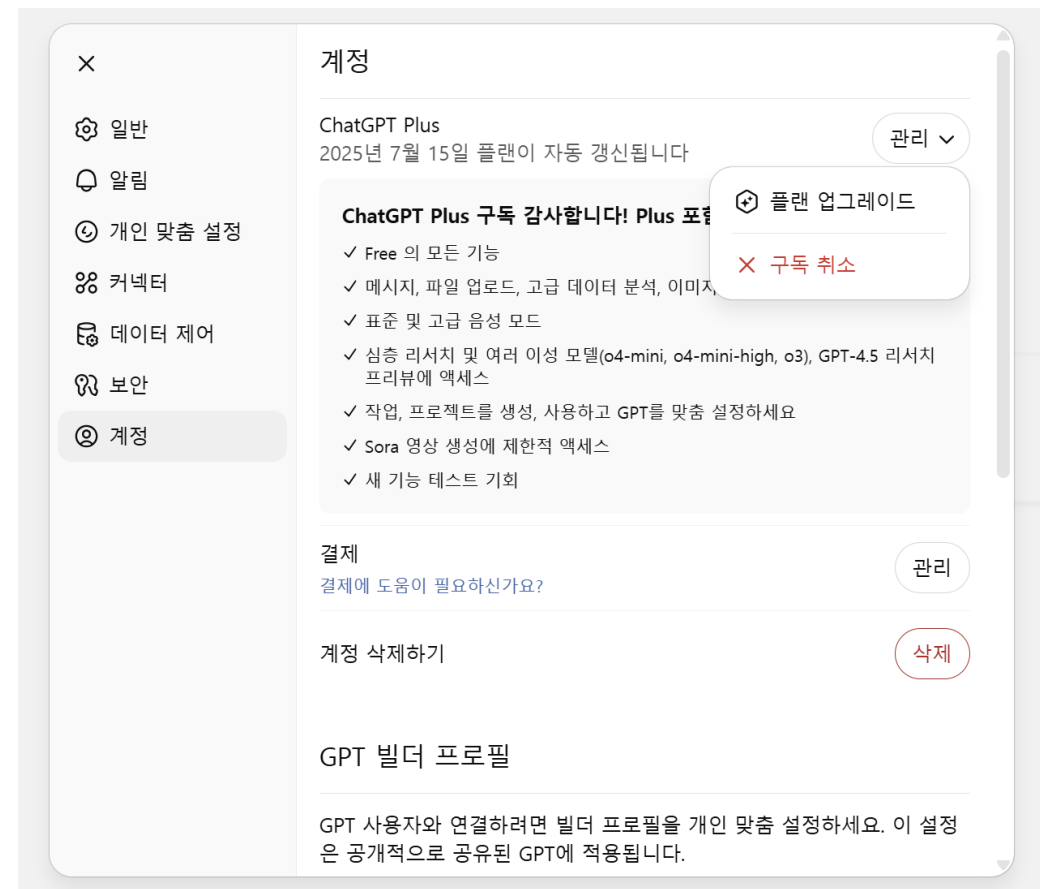 일반
알림
개인 맞춤 설정
커넥터
데이터 제어
보안
계정
계정
ChatGPT Plus
2025년 7월 15일 플랜이 자동 갱신됩니다
관리
플랜 업그레이드
구독 취소
ChatGPT Plus 구독 감사합니다! Plus
Free 의 모든 기능
메시지, 파일 업로드, 고급 데이터 분석,
표준 및 고급 음성 모드
심층 리서치 및 여러 이성 모델(o4-mini, o4-mini-high, o3), GPT-4.5 리서치
프리뷰에 액세스
작업, 프로젝트를 생성, 사용하고 GPT를 맞춤 설정하세요
Sora 영상 생성에 제한적 액세스
새 기능 테스트 기회
결제
관리
결제에 도움이 필요하신가요?
계정 삭제하기
삭제
GPT 빌더 프로필
GPT 사용자와 연결하려면 빌더 프로필을 개인 맞춤 설정하세요. 이 설정
은 공개적으로 공유된 GPT에 적용됩니다.